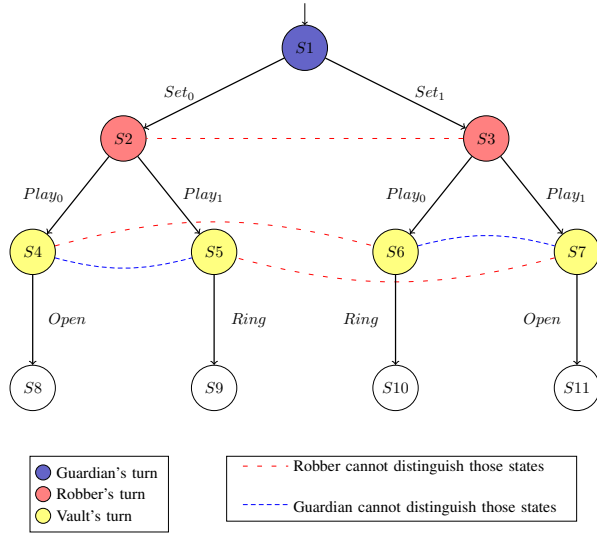 S1
Set₀ Set₁
S2 S3
Play₀ Play₁ Play₀ Play₁
S4 S5 S6 S7
Open Ring Ring Open
S8 S9 S10 S11
Guardian's turn
Robber's turn
Vault's turn
Robber cannot distinguish those states
Guardian cannot distinguish those states